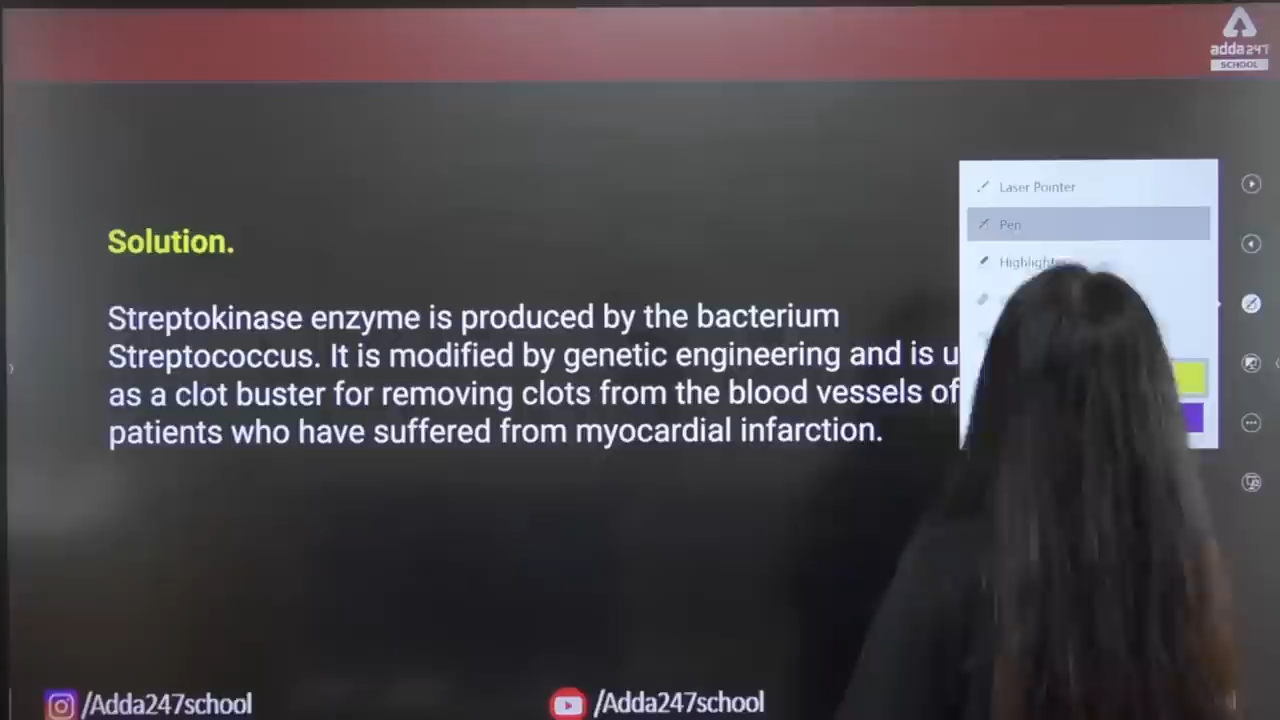 adda247
SCHOOL
Laser Pointer
Pen
Solution.
Streptokinase enzyme is produced by the bacterium
Streptococcus. It is modified by genetic engineering and is u
as a clot buster for removing clots from the blood vessels of
patients who have suffered from myocardial infarction.
/Adda247school
/Adda247school